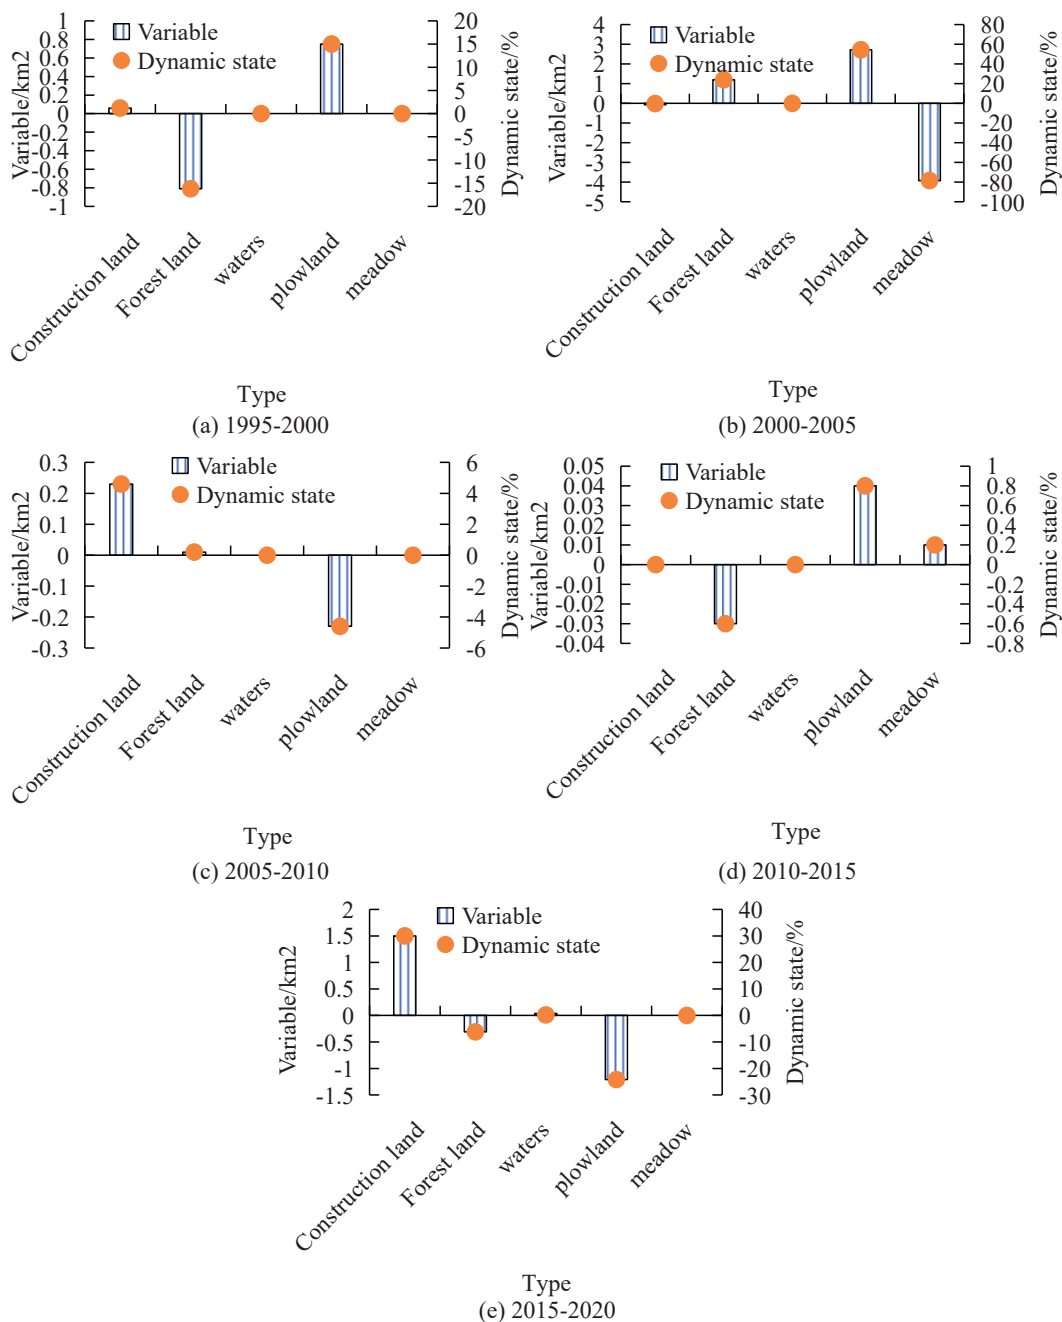 Variable/km2
1
0.8
0.6
0.4
0.2
0
-0.2
-0.4
-0.6
-0.8
-1
Variable
Dynamic state
20
15
10
5
0
-5
-10
-15
-20
Dynamic state/%
Construction land
Forest land
waters
plowland
meadow
Type
(a) 1995-2000
Variable/km2
4
3
2
1
0
-1
-2
-3
-4
-5
Variable
Dynamic state
80
60
40
20
0
-20
-40
-60
-80
-100
Dynamic state/%
Construction land
Forest land
waters
plowland
meadow
Type
(b) 2000-2005
Variable/km2
0.3
0.2
0.1
0
-0.1
-0.2
-0.3
Variable
Dynamic state
6
4
2
0
-2
-4
-6
Dynamic state/%
Construction land
Forest land
waters
plowland
meadow
Type
(c) 2005-2010
Variable/km2
0.05
0.04
0.03
0.02
0.01
0
-0.01
-0.02
-0.03
-0.04
Variable
Dynamic state
1
0.8
0.6
0.4
0.2
0
-0.2
-0.4
-0.6
-0.8
Dynamic state/%
Construction land
Forest land
waters
plowland
meadow
Type
(d) 2010-2015
Variable/km2
2
1.5
1
0.5
0
-0.5
-1
-1.5
Variable
Dynamic state
40
30
20
10
0
-10
-20
-30
Dynamic state/%
Construction land
Forest land
waters
plowland
meadow
Type
(e) 2015-2020